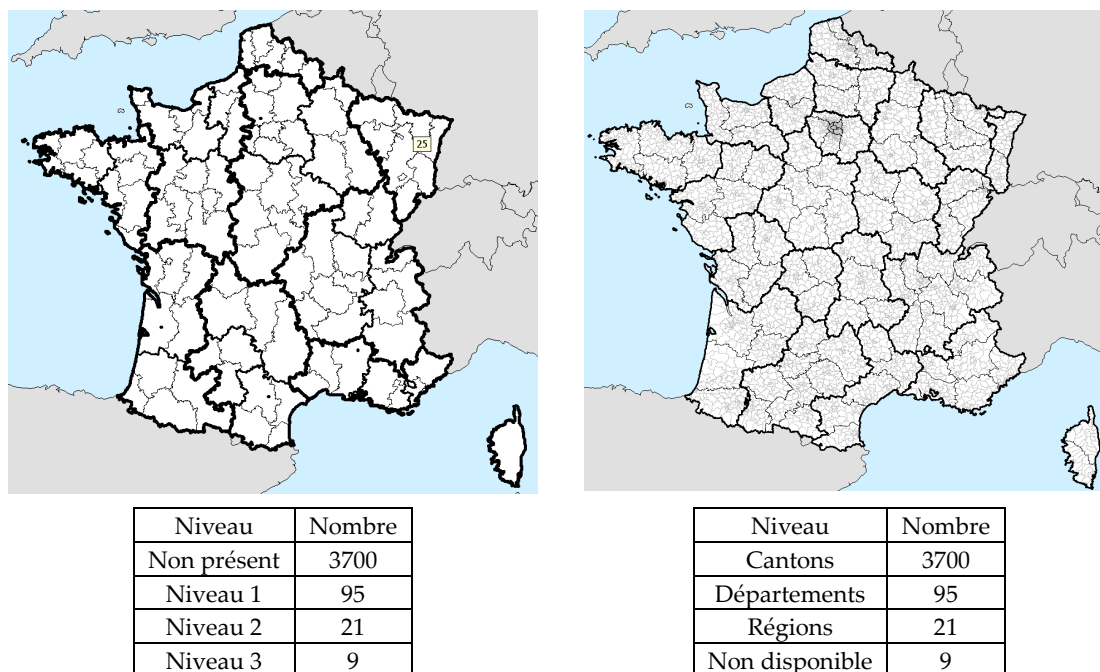 25
Niveau Nombre
Non présent 3700
Niveau 1 95
Niveau 2 21
Niveau 3 9
Niveau Nombre
Cantons 3700
Départements 95
Régions 21
Non disponible 9